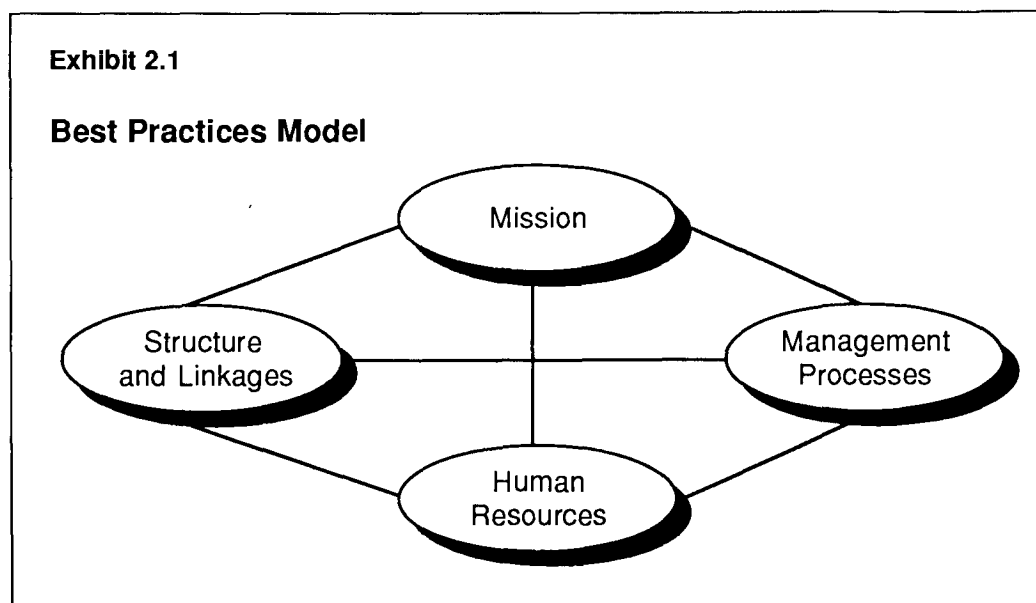 Exhibit 2.1
Best Practices Model
Mission
Structure
and Linkages
Management
Processes
Human
Resources